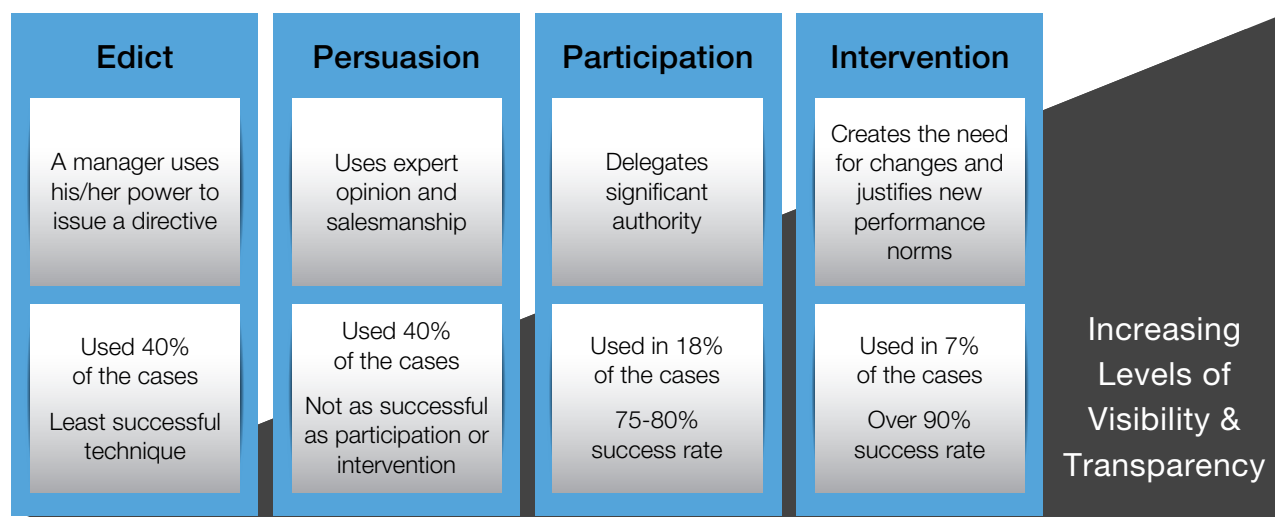 Edict
A manager uses
his/her power to
issue a directive
Used 40%
of the cases
Least successful
technique
Persuasion
Uses expert
opinion and
salesmanship
Used 40%
of the cases
Not as successful
as participation or
intervention
Participation
Delegates
significant
authority
Used in 18%
of the cases
75-80%
success rate
Intervention
Creates the need
for changes and
justifies new
performance
norms
Used in 7%
of the cases
Over 90%
success rate
Increasing
Levels of
Visibility &
Transparency